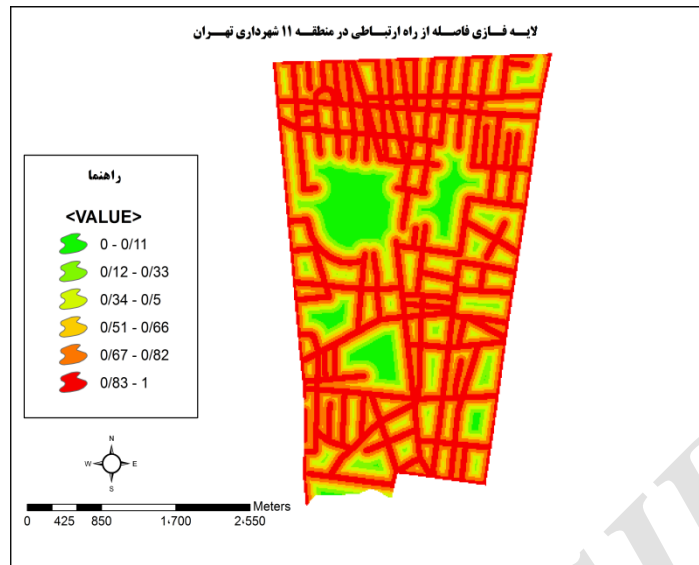 لایه فازی فاصله از راه ارتباطی در منطقه ۱۱ شهرداری تهران
راهنما
<VALUE>
0 - 0/11
0/12 - 0/33
0/34 - 0/5
0/51 - 0/66
0/67 - 0/82
0/83 - 1
N
W E
S
Meters
0 425 850 1،700 2،550